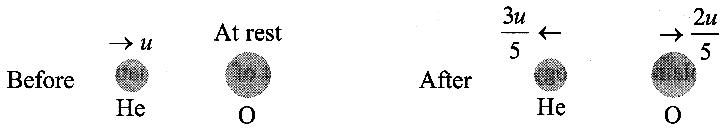 Before → u He At rest O After 3u/5 ← He → 2u/5 O